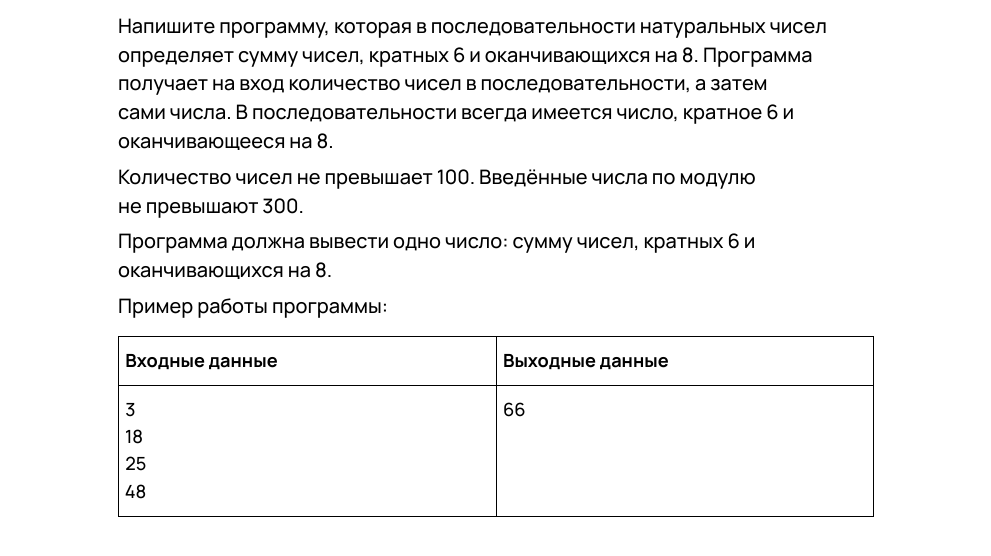 Напишите программу, которая в последовательности натуральных чисел
определяет сумму чисел, кратных 6 и оканчивающихся на 8. Программа
получает на вход количество чисел в последовательности, а затем
сами числа. В последовательности всегда имеется число, кратное 6 и
оканчивающееся на 8.
Количество чисел не превышает 100. Введённые числа по модулю
не превышают 300.
Программа должна вывести одно число: сумму чисел, кратных 6 и
оканчивающихся на 8.
Пример работы программы:
Входные данные
Выходные данные
3
18
25
48
66